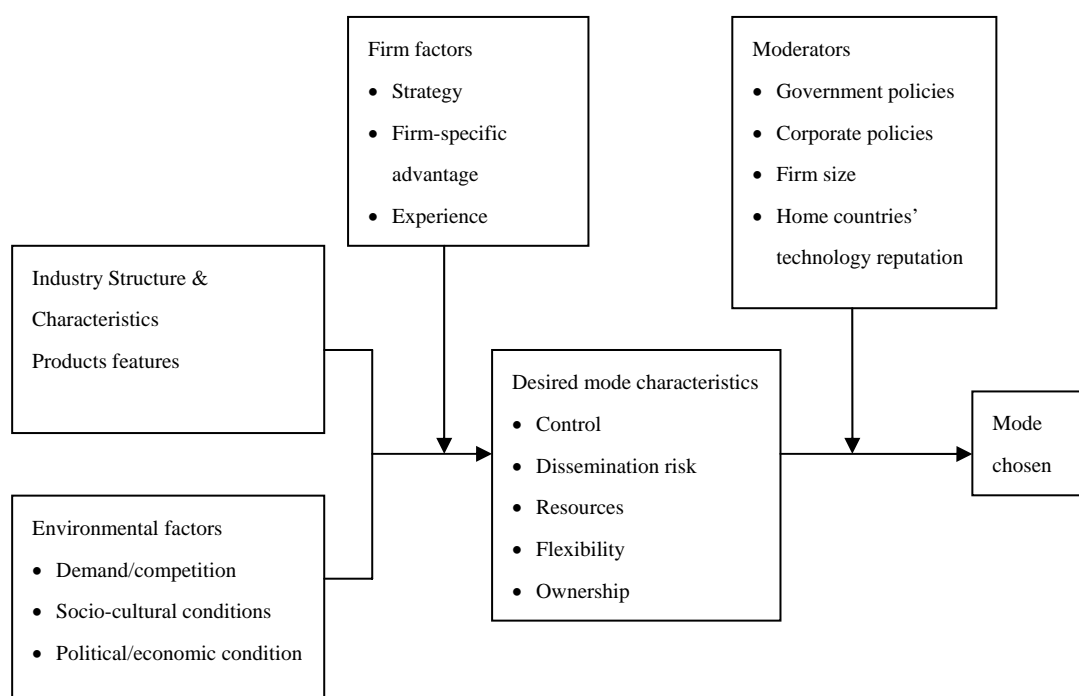 Firm factors
• Strategy
• Firm-specific
advantage
• Experience
Moderators
• Government policies
• Corporate policies
• Firm size
• Home countries’
technology reputation
Industry Structure &
Characteristics
Products features
Desired mode characteristics
• Control
• Dissemination risk
• Resources
• Flexibility
• Ownership
Mode
chosen
Environmental factors
• Demand/competition
• Socio-cultural conditions
• Political/economic condition